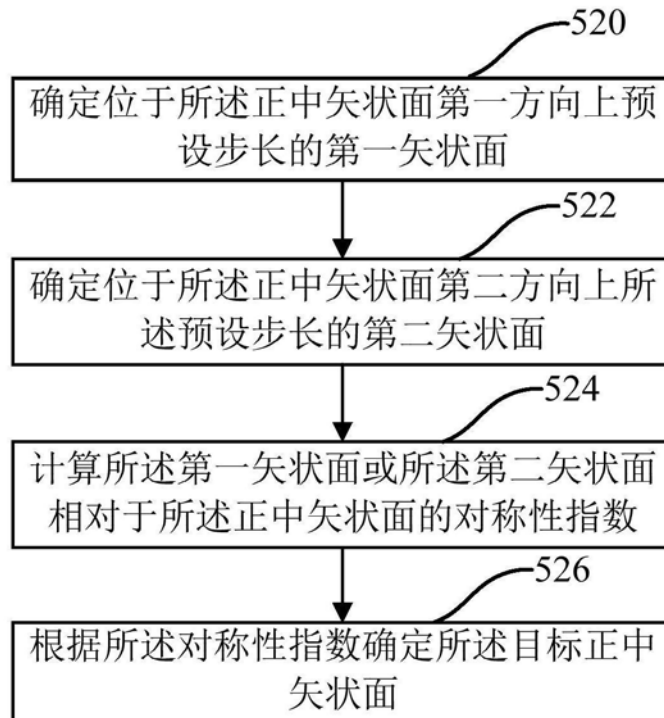 520
确定位于所述正中矢状面第一方向上预
设步长的第一矢状面
522
确定位于所述正中矢状面第二方向上所
述预设步长的第二矢状面
524
计算所述第一矢状面或所述第二矢状面
相对于所述正中矢状面的对称性指数
526
根据所述对称性指数确定所述目标正中
矢状面